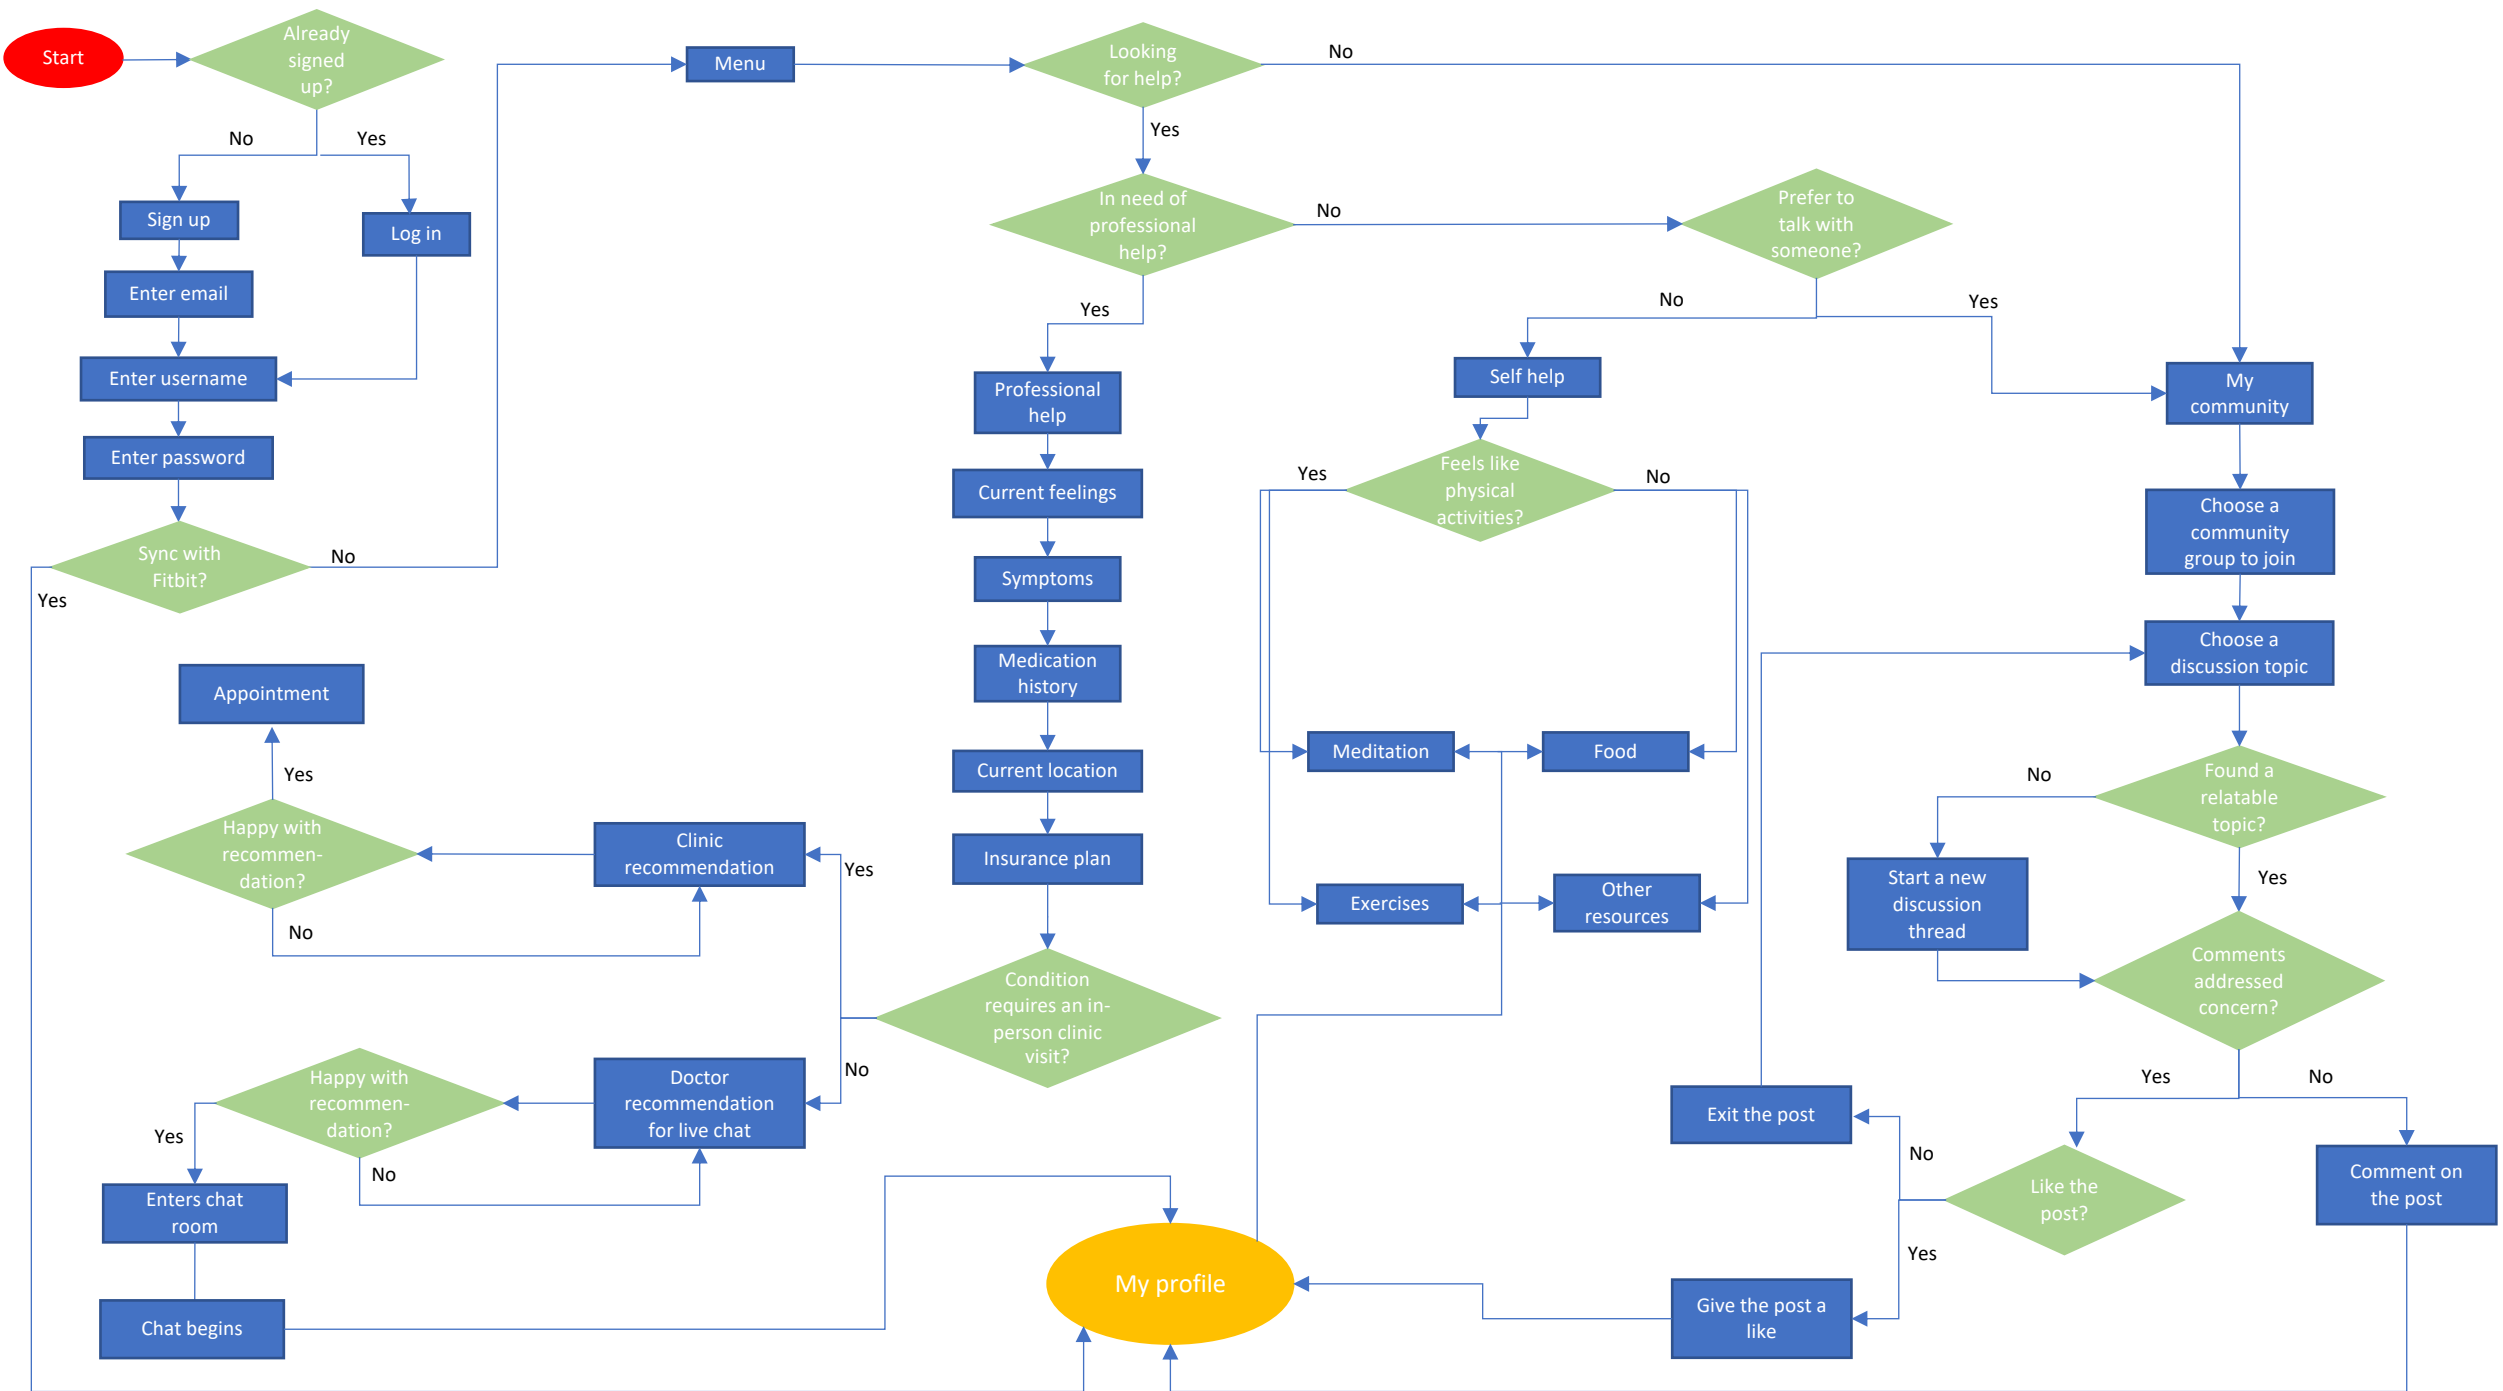 Start
Already
signed
up?
No
Yes
Sign up
Log in
Enter email
Enter username
Enter password
Sync with
Fitbit?
No
Yes
Menu
Looking
for help?
No
Yes
In need of
professional
help?
No
Yes
Prefer to
talk with
someone?
No
Yes
Professional
help
Current feelings
Symptoms
Medication
history
Current location
Insurance plan
Condition
requires an in-
person clinic
visit?
Yes
No
Clinic
recommendation
Happy with
recommen-
dation?
Yes
No
Appointment
Doctor
recommendation
for live chat
Happy with
recommen-
dation?
Yes
No
Enters chat
room
Chat begins
Self help
Feels like
physical
activities?
Yes
No
Meditation
Food
Exercises
Other
resources
My
community
Choose a
community
group to join
Choose a
discussion topic
Found a
relatable
topic?
No
Yes
Start a new
discussion
thread
Comments
addressed
concern?
Yes
No
Exit the post
Like the
post?
No
Yes
Comment on
the post
Give the post a
like
My profile